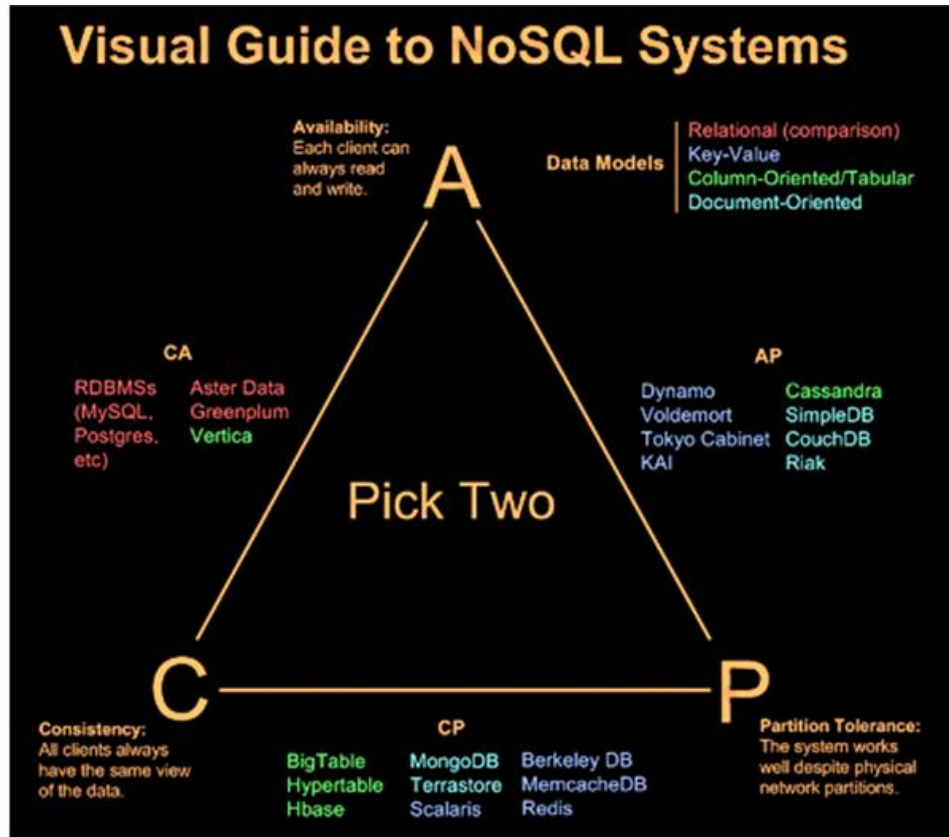 Visual Guide to NoSQL Systems
Availability:
Each client can
always read
and write.
A
Data Models
Relational (comparison)
Key-Value
Column-Oriented/Tabular
Document-Oriented
CA
RDBMSs
(MySQL,
Postgres,
etc)
Aster Data
Greenplum
Vertica
AP
Dynamo
Voldemort
Tokyo Cabinet
KAI
Cassandra
SimpleDB
CouchDB
Riak
Pick Two
C
P
Consistency:
All clients always
have the same view
of the data.
CP
BigTable
Hypertable
Hbase
MongoDB
Terrastore
Scalaris
Berkeley DB
MemcacheDB
Redis
Partition Tolerance:
The system works
well despite physical
network partitions.